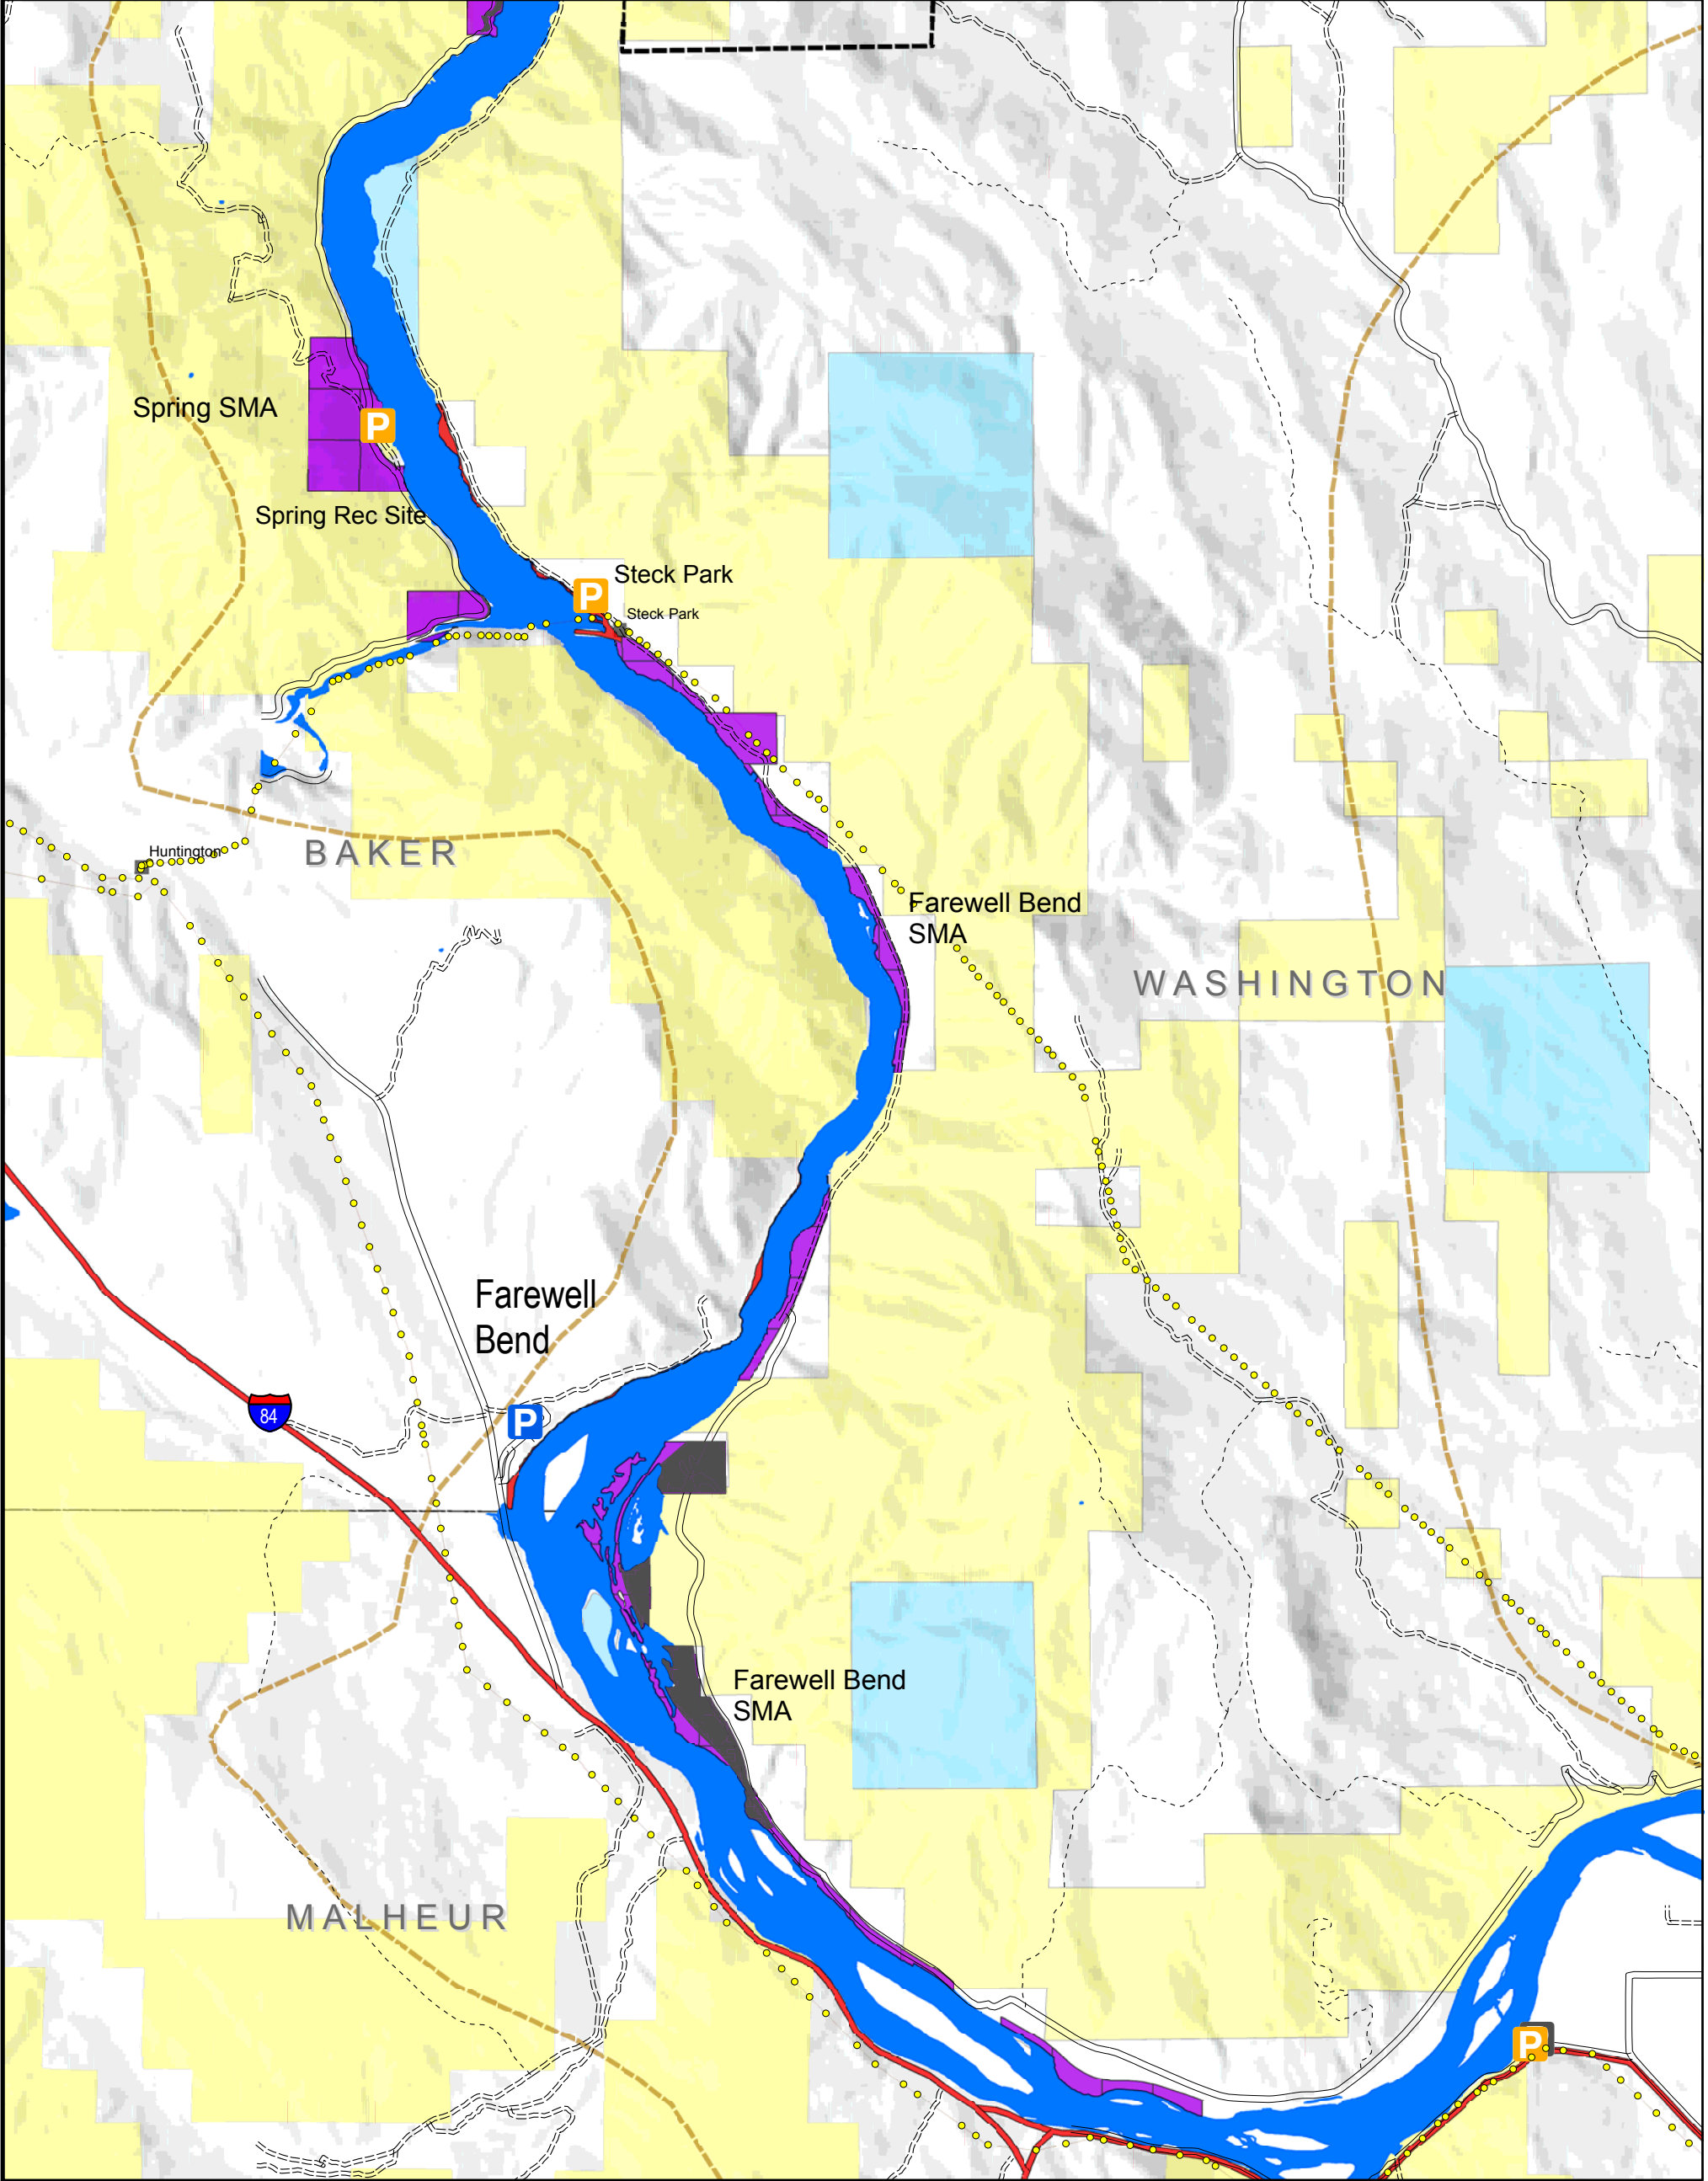 Spring SMA
P
Spring Rec Site
Steck Park
P
Steck Park
Huntington
BAKER
Farewell Bend
SMA
WASHINGTON
Farewell
Bend
84
P
Farewell Bend
SMA
MALHEUR
P